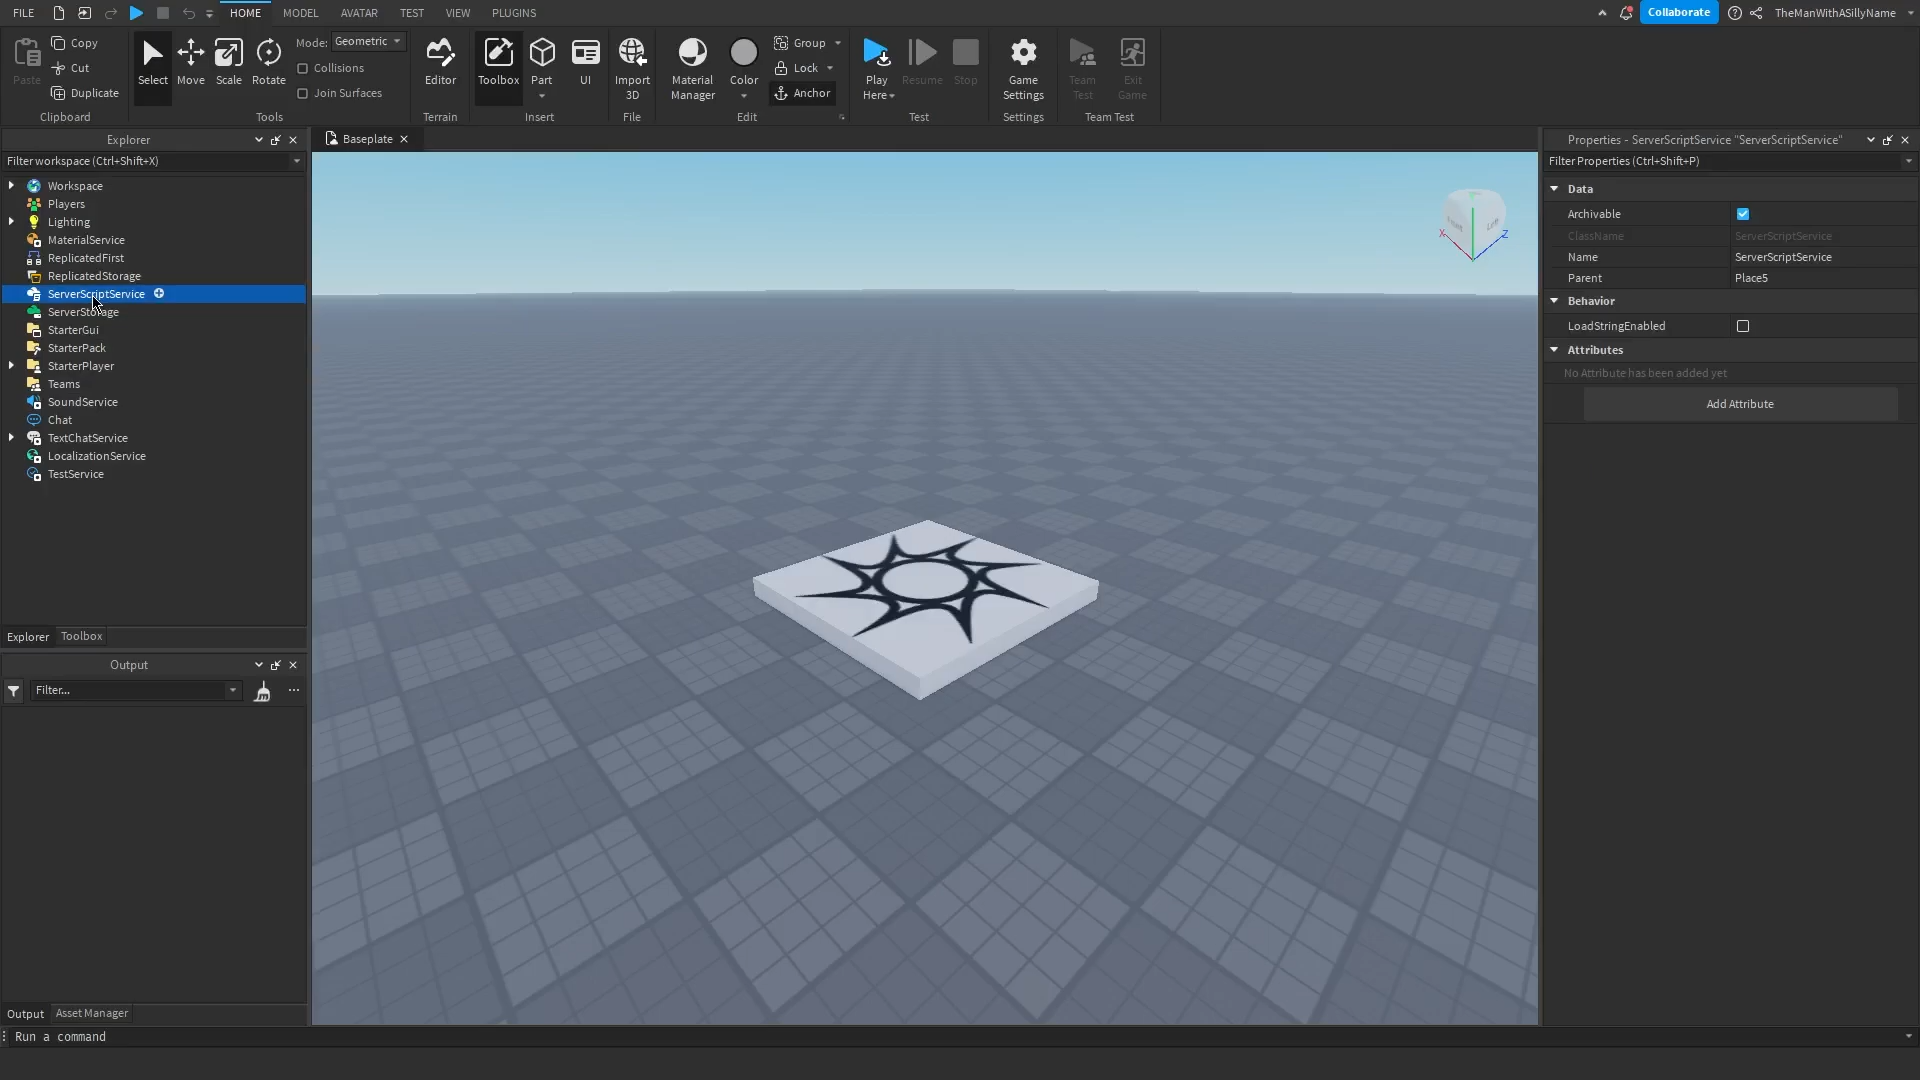 FILE HOME MODEL AVATAR TEST VIEW PLUGINS Collaborate TheManWithASillyName
Paste Copy Cut Duplicate Clipboard
Select Move Scale Rotate Mode: Geometric Collisions Join Surfaces Tools
Editor Terrain
Toolbox Part UI Insert
Import 3D File
Material Manager Color Group Lock Anchor Edit
Play Here Resume Stop Test
Game Settings Settings
Team Test Exit Game Team Test
Explorer
Filter workspace (Ctrl+Shift+X)
Workspace
Players
Lighting
MaterialService
ReplicatedFirst
ReplicatedStorage
ServerScriptService
ServerStorage
StarterGui
StarterPack
StarterPlayer
Teams
SoundService
Chat
TextChatService
LocalizationService
TestService
Explorer Toolbox
Output
Filter...
Output Asset Manager
Run a command
Baseplate
X Z
Properties - ServerScriptService "ServerScriptService"
Filter Properties (Ctrl+Shift+P)
Data
Archivable
ClassName ServerScriptService
Name ServerScriptService
Parent Place5
Behavior
LoadStringEnabled
Attributes
No Attribute has been added yet
Add Attribute